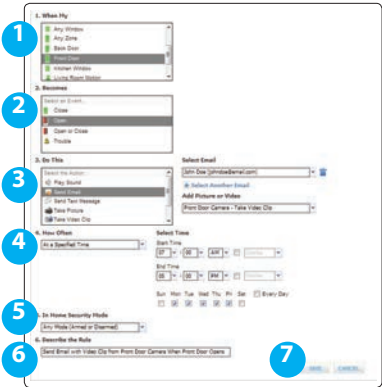 1. When My
1
Any Window
Any Zone
Back Door
Front Door
Kitchen Window
Living Room Motion
2. Becomes
2
Select an Event...
Close
Open
Open or Close
Trouble
3. Do This
Select Email
3
Select the Action...
Play Sound
Send Email
Send Text Message
Take Picture
Take Video Clip
John Doe (johndoe@email.com)
Select Another Email
Add Picture or Video
Front Door Camera - Take Video Clip
4. How Often
Select Time
4
At a Specified Time
Start Time
07 : 00 AM
End Time
05 : 00 PM
Sun Mon Tue Wed Thu Fri Sat Every Day
5
5. In Home Security Mode
Any Mode (Armed or Disarmed)
6. Describe the Rule
6
Send Email with Video Clip from Front Door Camera When Front Door Opens
7
SAVE CANCEL